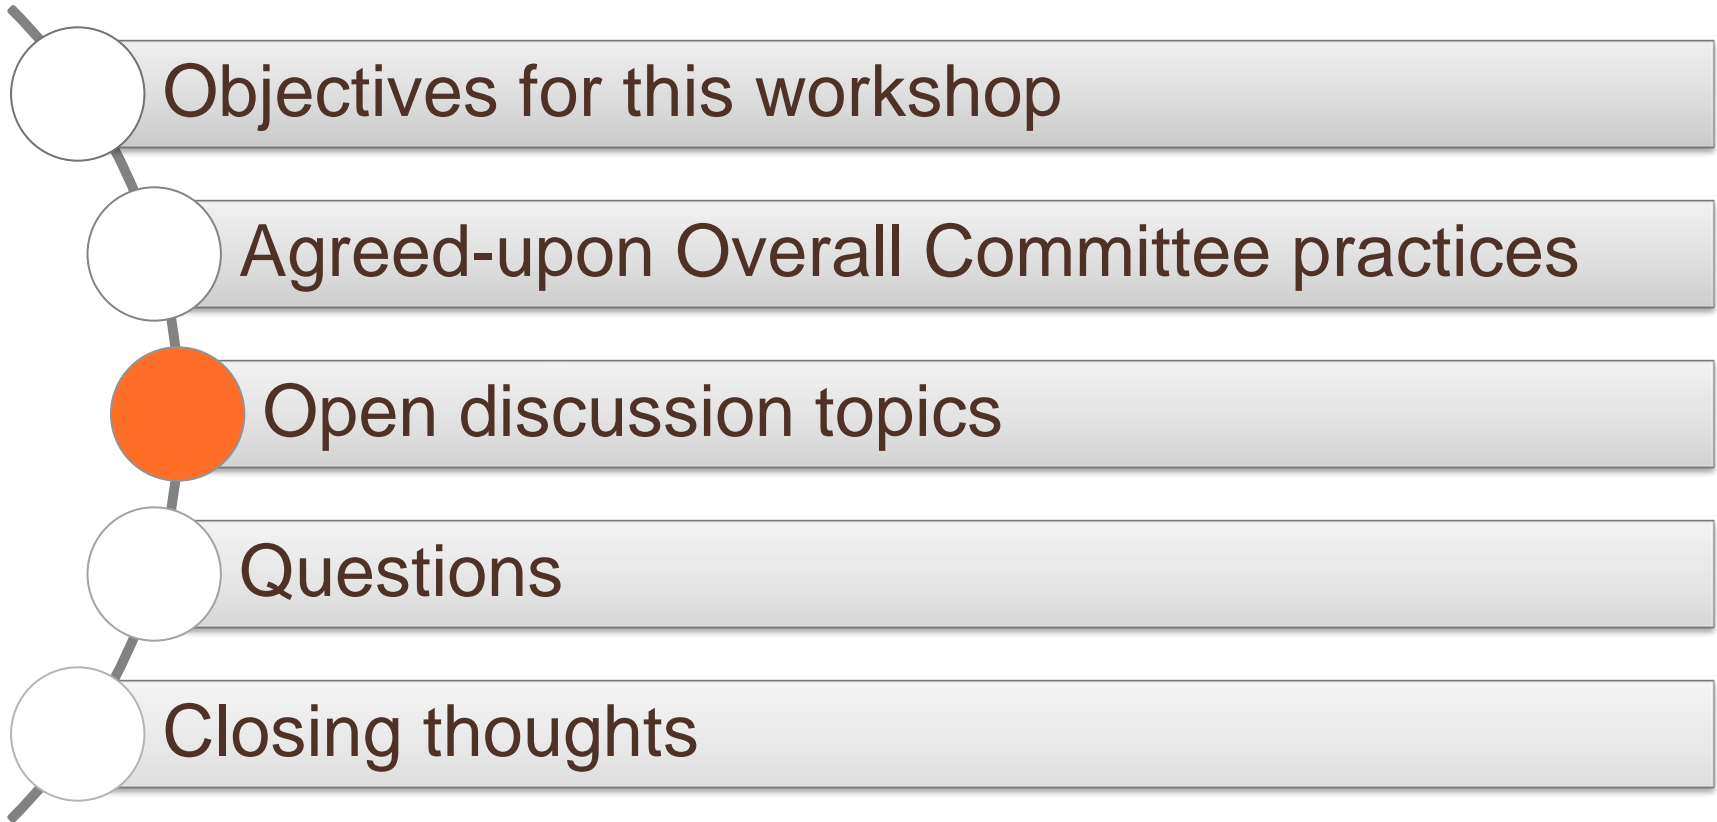 Objectives for this workshop
Agreed-upon Overall Committee practices
Open discussion topics
Questions
Closing thoughts